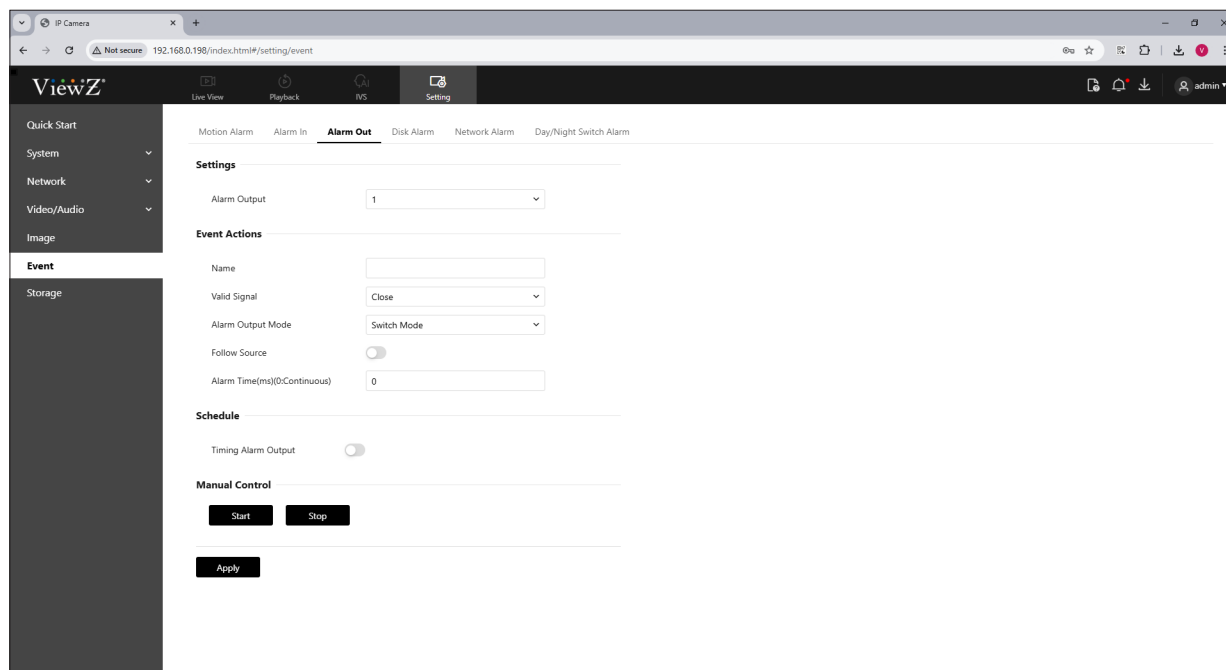 IP Camera
Not secure 192.168.0.198/index.html#/setting/event
ViewZ
Live View Playback IVS Setting
admin
Quick Start
System
Network
Video/Audio
Image
Event
Storage
Motion Alarm Alarm In Alarm Out Disk Alarm Network Alarm Day/Night Switch Alarm
Settings
Alarm Output 1
Event Actions
Name
Valid Signal Close
Alarm Output Mode Switch Mode
Follow Source
Alarm Time(ms)(0:Continuous) 0
Schedule
Timing Alarm Output
Manual Control
Start Stop
Apply